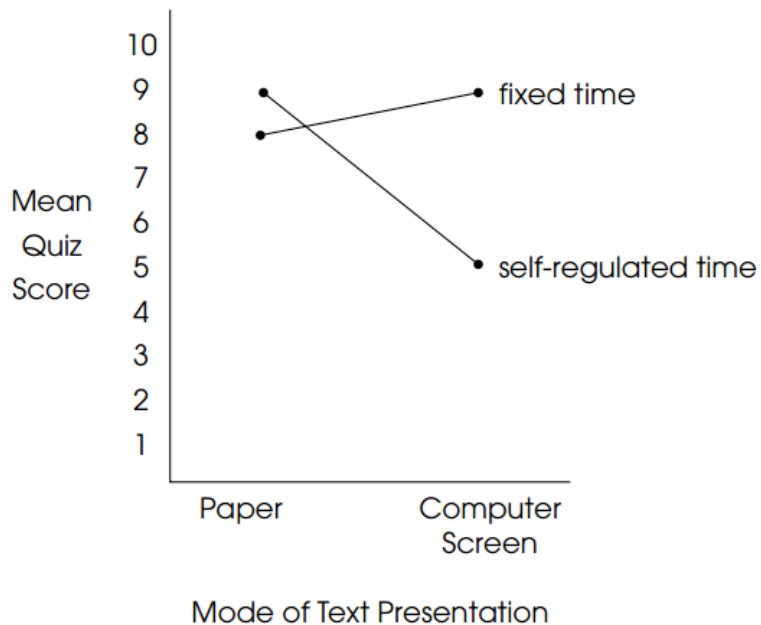 10
9
8
7
6
5
4
3
2
1
Mean
Quiz
Score
fixed time
self-regulated time
Paper
Computer
Screen
Mode of Text Presentation